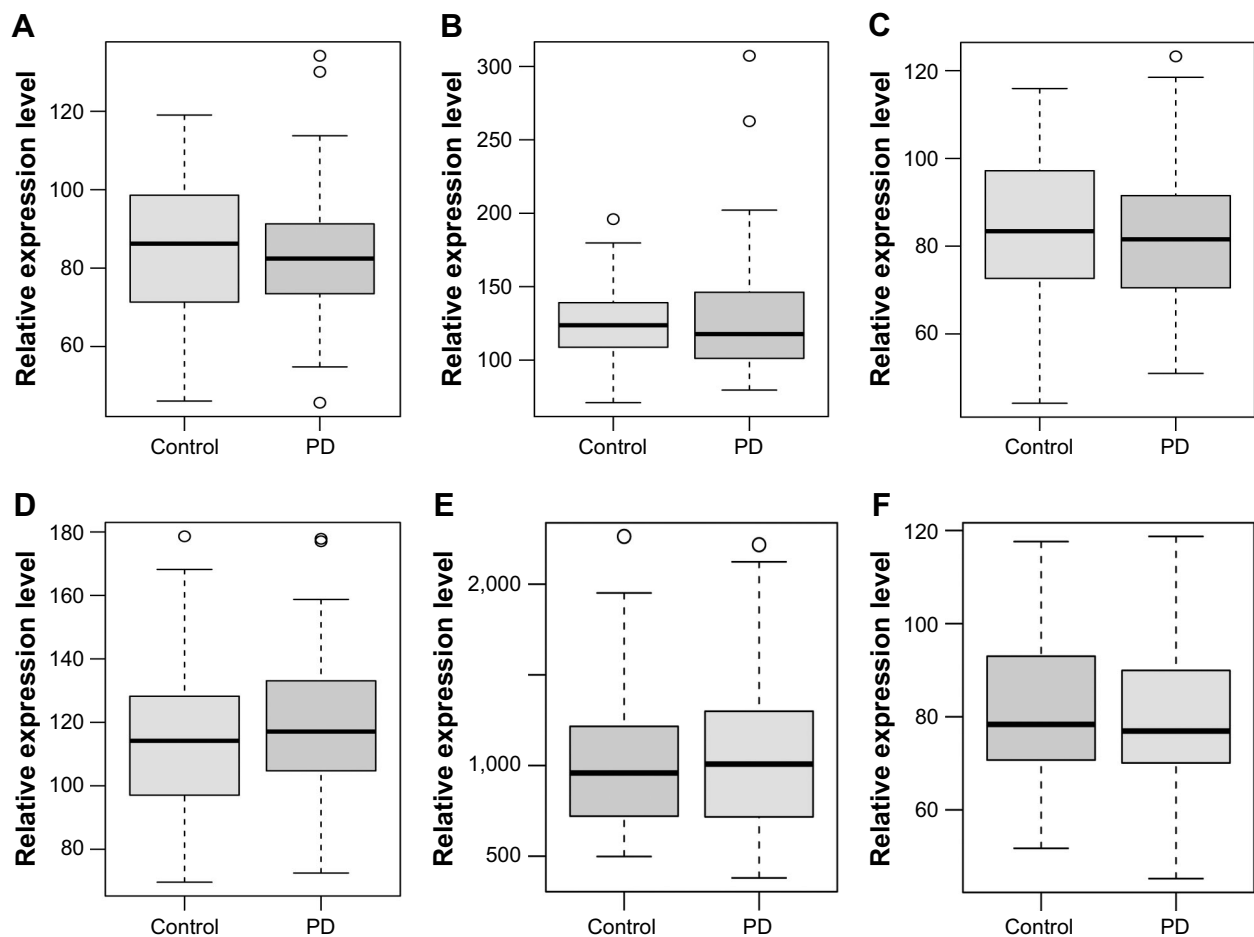 A
Relative expression level
120
100
80
60
Control PD
B
Relative expression level
300
250
200
150
100
Control PD
C
Relative expression level
120
100
80
60
Control PD
D
Relative expression level
180
160
140
120
100
80
Control PD
E
Relative expression level
2,000
1,000
500
Control PD
F
Relative expression level
120
100
80
60
Control PD